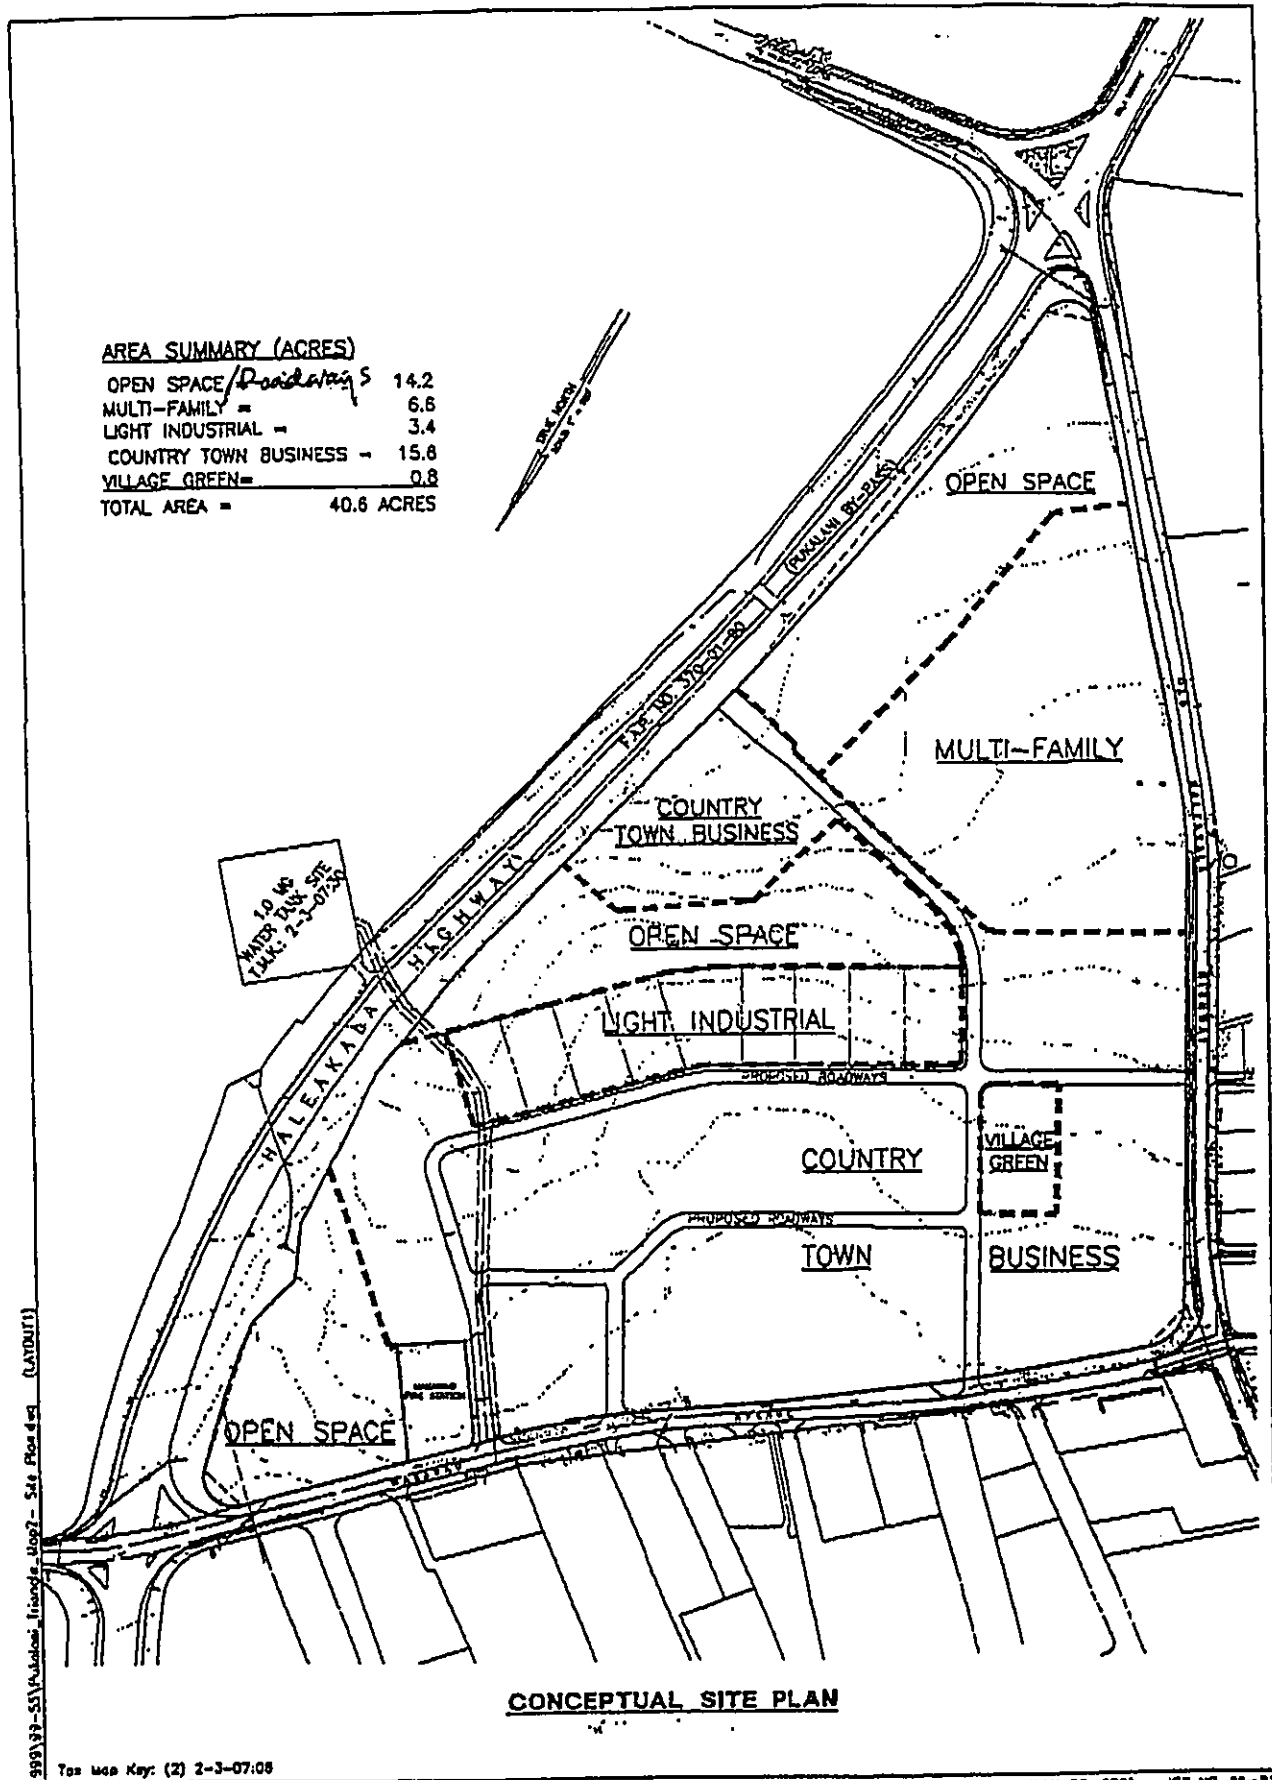 AREA SUMMARY (ACRES)
OPEN SPACE/Roadways 14.2
MULTI-FAMILY = 6.6
LIGHT INDUSTRIAL = 3.4
COUNTRY TOWN BUSINESS = 15.6
VILLAGE GREEN= 0.8
TOTAL AREA = 40.6 ACRES
TRUE NORTH
OPEN SPACE
(PUKALANI BY-PASS)
F.A.P. NO. 370-01-80
MULTI-FAMILY
COUNTRY
TOWN BUSINESS
1.0 MG
WATER TANK SITE
T.M.K.: 2-3-07:30
HALEAKALA HIGHWAY
OPEN SPACE
LIGHT INDUSTRIAL
PROPOSED ROADWAYS
VILLAGE
GREEN
COUNTRY
PROPOSED ROADWAYS
TOWN
BUSINESS
FIRE STATION
OPEN SPACE
CONCEPTUAL SITE PLAN
Tax Map Key: (2) 2-3-07:08
(LAYOUT1)